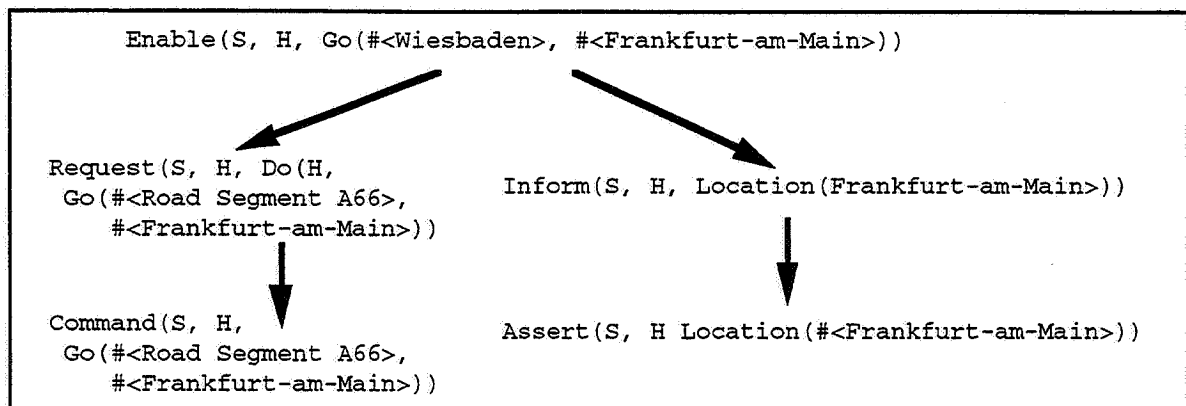 Enable(S, H, Go(#<Wiesbaden>, #<Frankfurt-am-Main>))
Request(S, H, Do(H,
Go(#<Road Segment A66>,
#<Frankfurt-am-Main>))
Inform(S, H, Location(Frankfurt-am-Main>))
Command(S, H,
Go(#<Road Segment A66>,
#<Frankfurt-am-Main>))
Assert(S, H Location(#<Frankfurt-am-Main>))